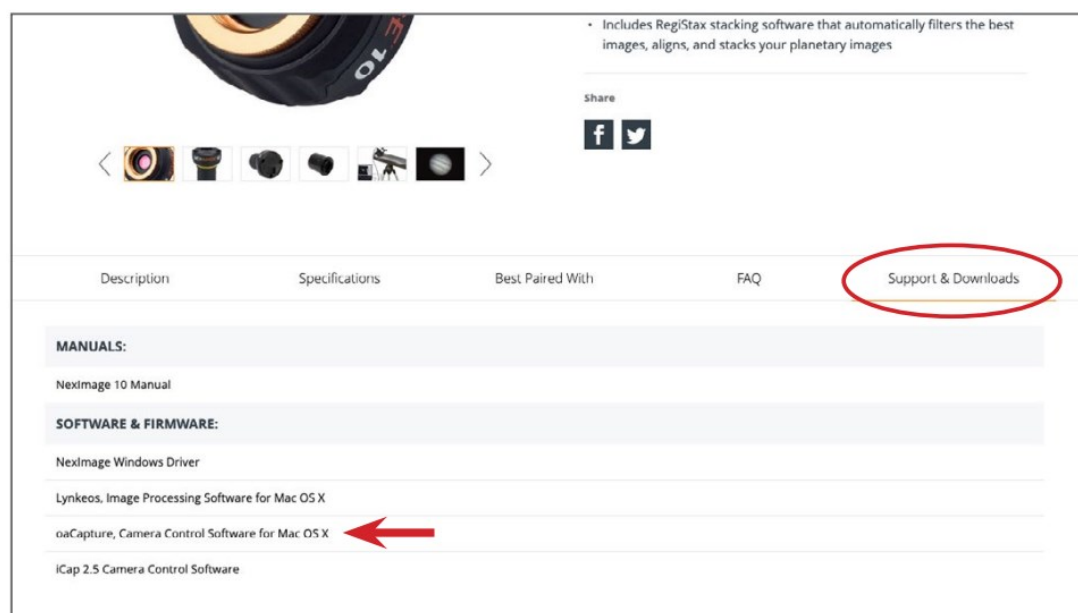 • Includes RegiStax stacking software that automatically filters the best
images, aligns, and stacks your planetary images
Share
Description Specifications Best Paired With FAQ Support & Downloads
MANUALS:
NexImage 10 Manual
SOFTWARE & FIRMWARE:
NexImage Windows Driver
Lynkeos, Image Processing Software for Mac OS X
oaCapture, Camera Control Software for Mac OS X
iCap 2.5 Camera Control Software